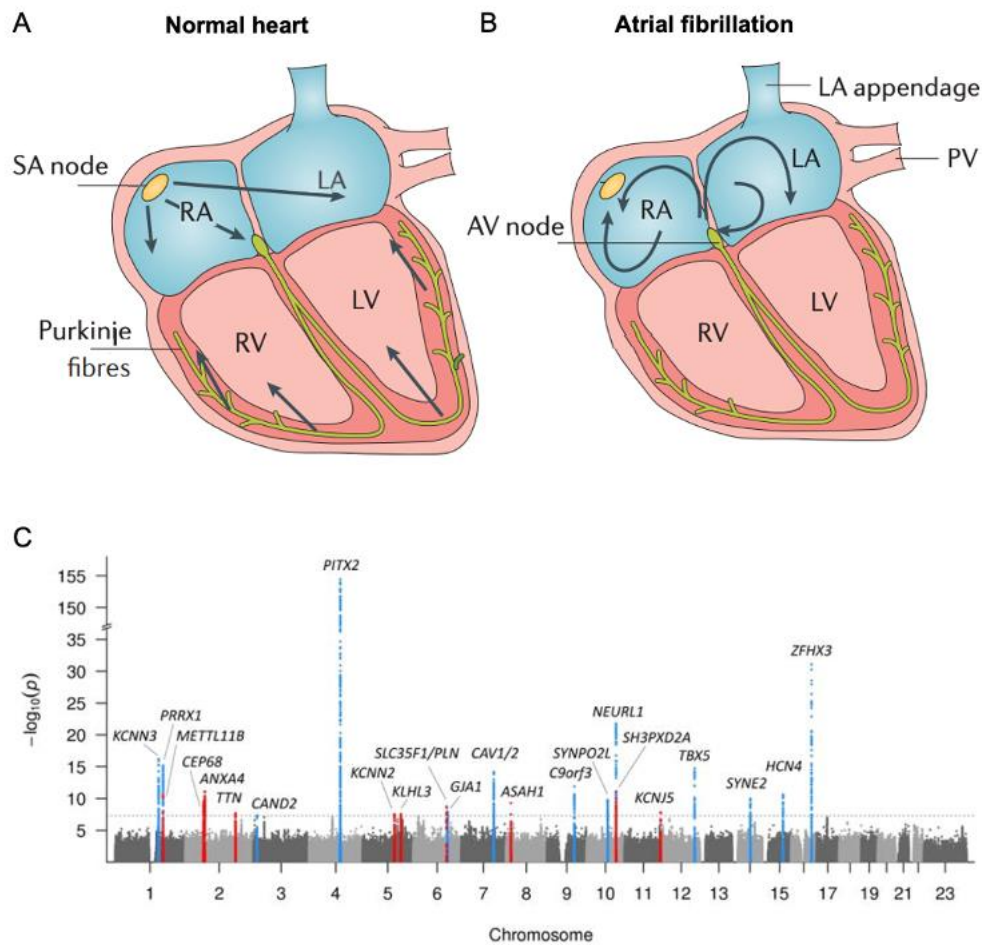 A
Normal heart
SA node
RA
LA
LV
RV
Purkinje
fibres
B
Atrial fibrillation
LA appendage
LA
PV
RA
AV node
LV
RV
C
−log10(p)
155
150
35
30
25
20
15
10
5
KCNN3
PRRX1
METTL11B
CEP68
ANXA4
TTN
CAND2
PITX2
KCNN2
SLC35F1/PLN
KLHL3
GJA1
CAV1/2
ASAH1
C9orf3
SYNPO2L
NEURL1
SH3PXD2A
KCNJ5
TBX5
SYNE2
HCN4
ZFHX3
1 2 3 4 5 6 7 8 9 10 11 12 13 15 17 19 21 23
Chromosome